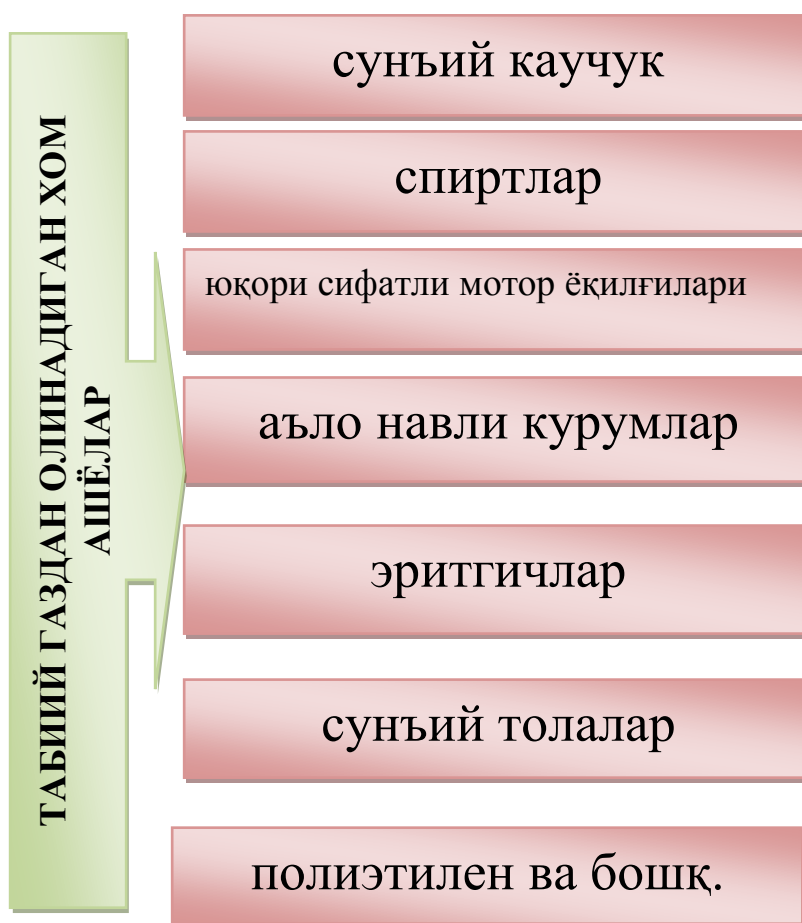 ТАБИИЙ ГАЗДАН ОЛИНАДИГАН ХОМ
АШЁЛАР
сунъий каучук
спиртлар
юқори сифатли мотор ёқилғилари
аъло навли курумлар
эритгичлар
сунъий толалар
полиэтилен ва бошқ.